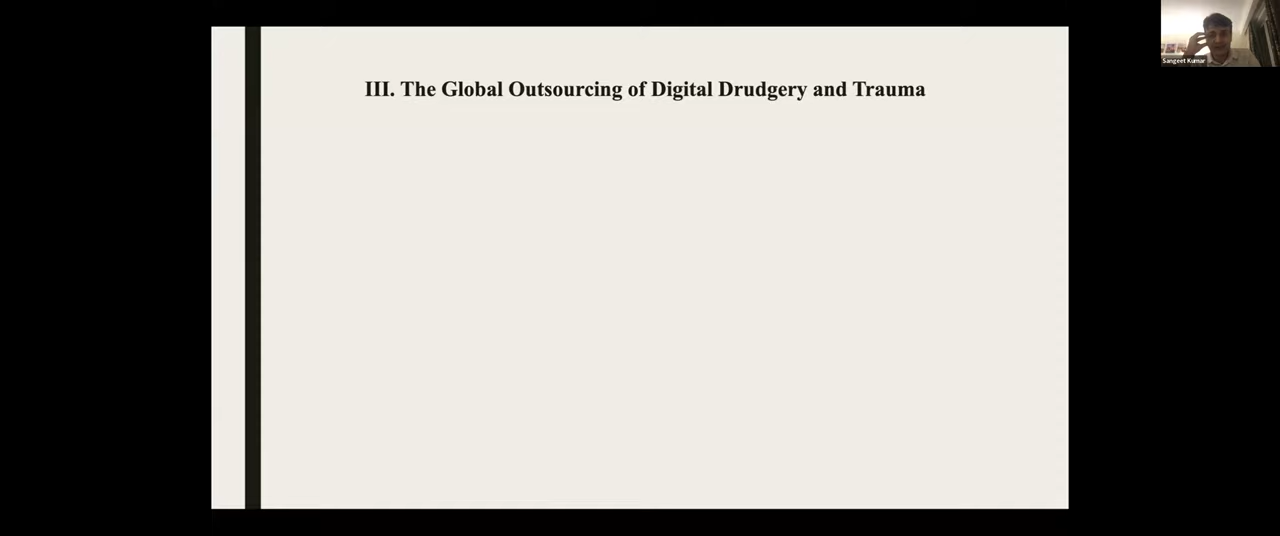 III. The Global Outsourcing of Digital Drudgery and Trauma
Sangeet Kumar